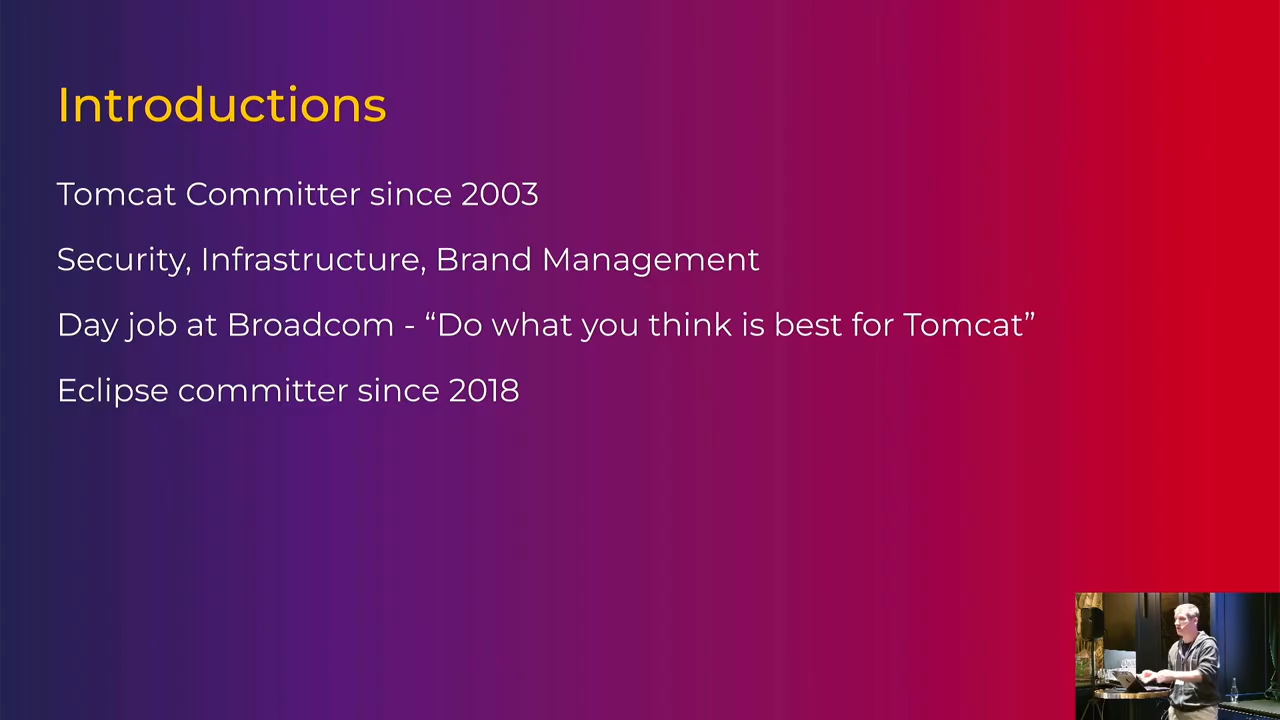 Introductions
Tomcat Committer since 2003
Security, Infrastructure, Brand Management
Day job at Broadcom - “Do what you think is best for Tomcat”
Eclipse committer since 2018